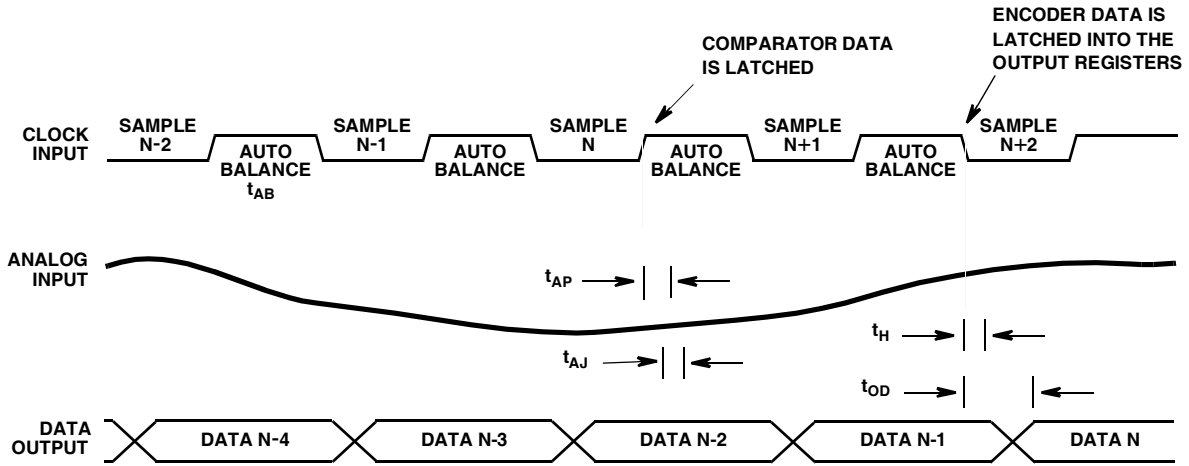 COMPARATOR DATA
IS LATCHED
ENCODER DATA IS
LATCHED INTO THE
OUTPUT REGISTERS
CLOCK
INPUT
SAMPLE
N-2
AUTO
BALANCE
tAB
SAMPLE
N-1
AUTO
BALANCE
SAMPLE
N
AUTO
BALANCE
SAMPLE
N+1
AUTO
BALANCE
SAMPLE
N+2
ANALOG
INPUT
tAP
tAJ
tH
tOD
DATA
OUTPUT
DATA N-4
DATA N-3
DATA N-2
DATA N-1
DATA N